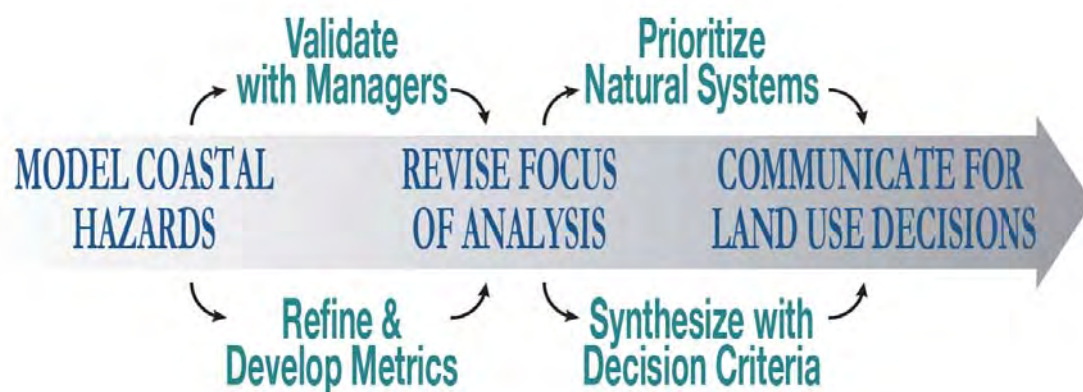 Validate
with Managers
Prioritize
Natural Systems
MODEL COASTAL
HAZARDS
REVISE FOCUS
OF ANALYSIS
COMMUNICATE FOR
LAND USE DECISIONS
Refine &
Develop Metrics
Synthesize with
Decision Criteria